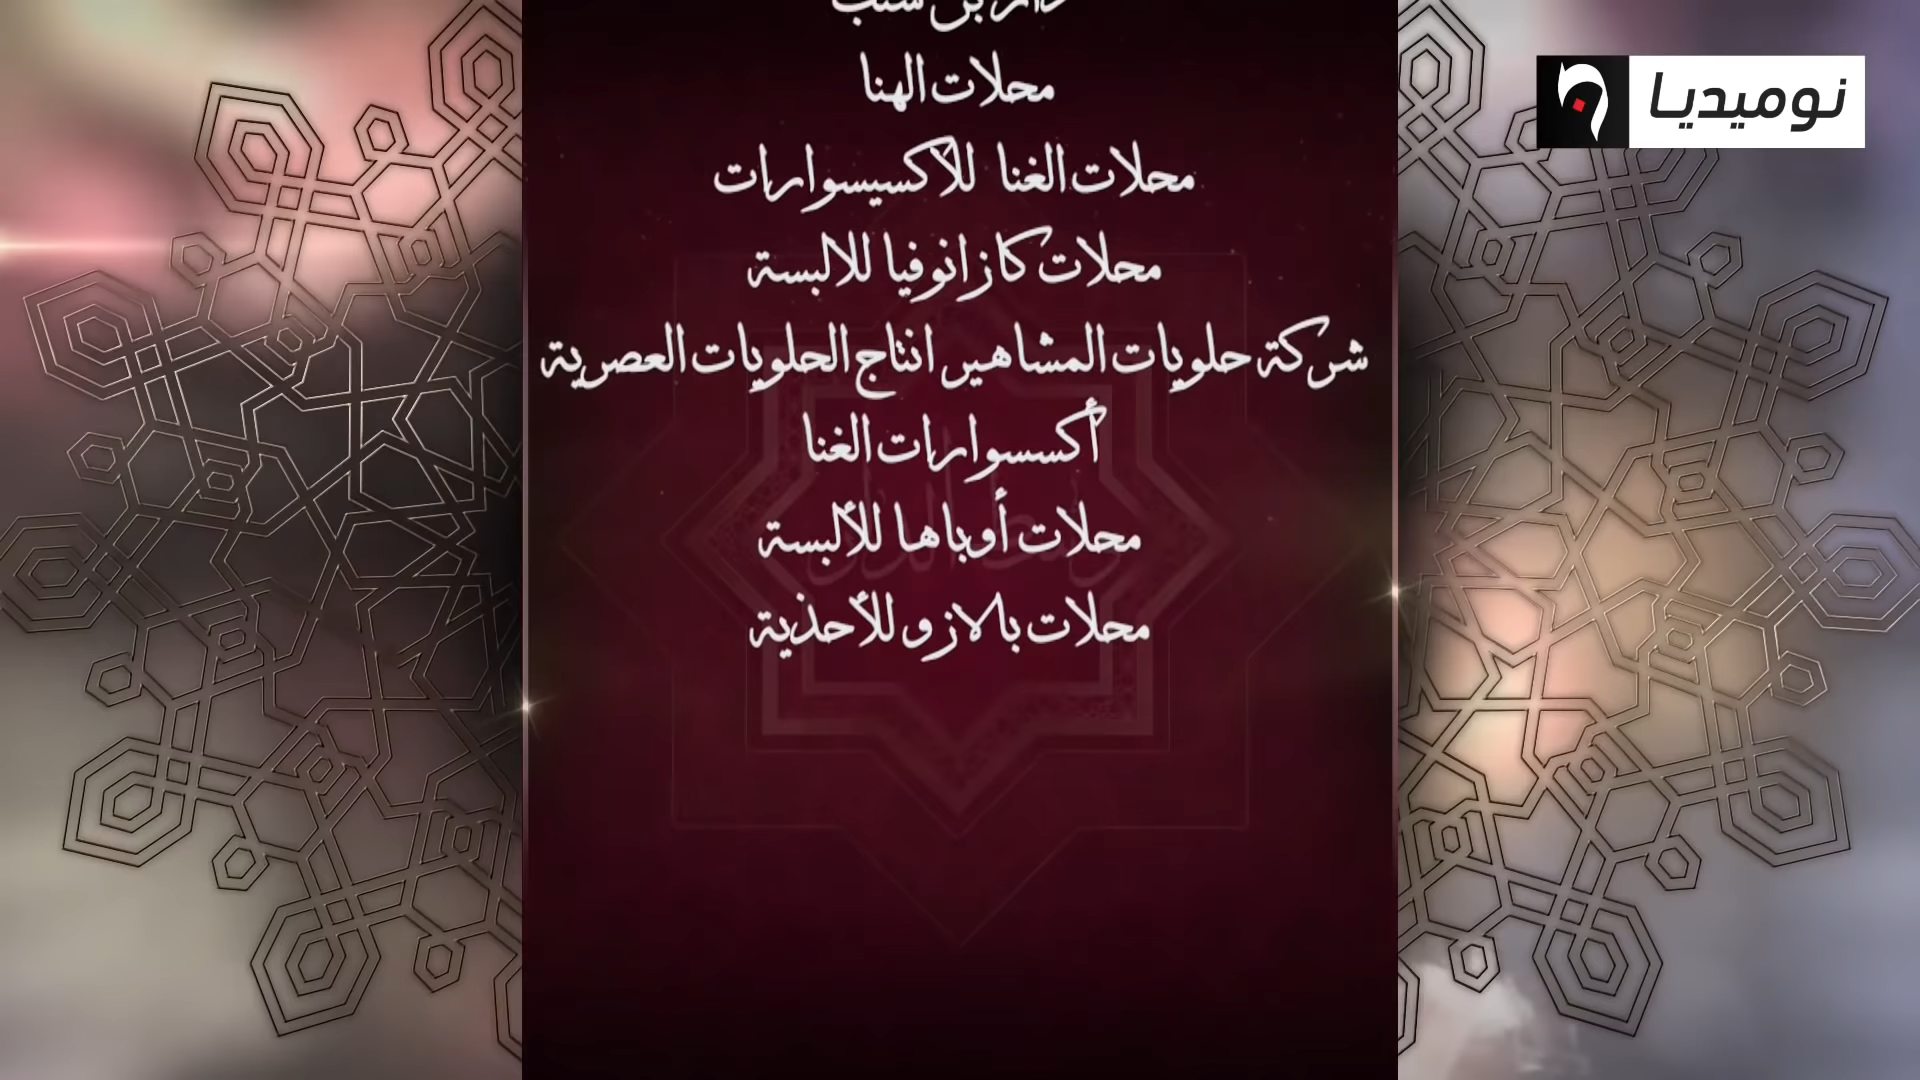 نوميديا
محلات الهنا
محلات الغنا للأكسيسوارات
محلات كازانوفيا للالبسة
شركة حلويات المشاهير انتاج الحلويات العصرية
أكسسوارات الغنا
محلات أوباها للألبسة
محلات بالازو للأحذية